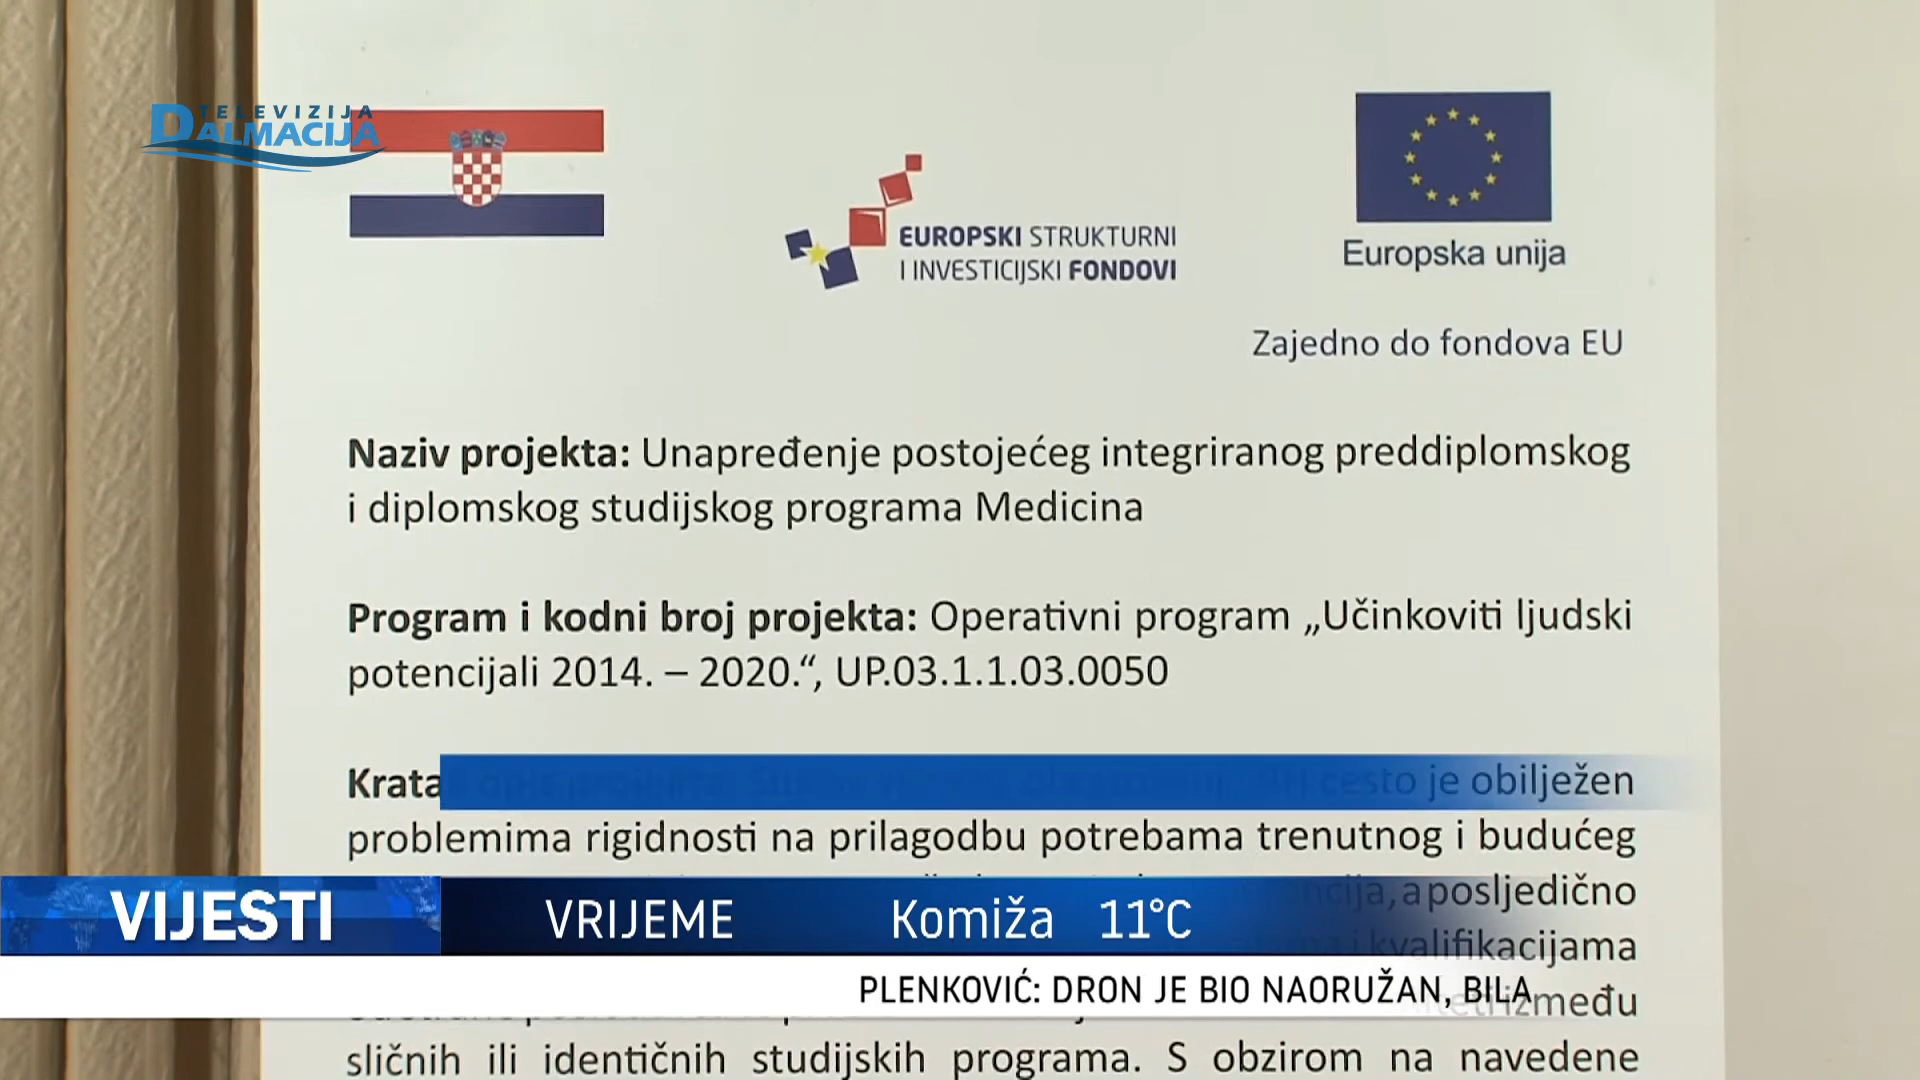 TELEVIZIJA
DALMACIJA
EUROPSKI STRUKTURNI
I INVESTICIJSKI FONDOVI
Europska unija
Zajedno do fondova EU
Naziv projekta: Unapređenje postojećeg integriranog preddiplomskog
i diplomskog studijskog programa Medicina
Program i kodni broj projekta: Operativni program „Učinkoviti ljudski
potencijali 2014. – 2020.“, UP.03.1.1.03.0050
je obilježen
problemima rigidnosti na prilagodbu potrebama trenutnog i budućeg
a posljedično
kvalifikacijama
između
sličnih ili identičnih studijskih programa. S obzirom na navedene
VIJESTI
VRIJEME Komiža 11°C
PLENKOVIĆ: DRON JE BIO NAORUŽAN, BILA